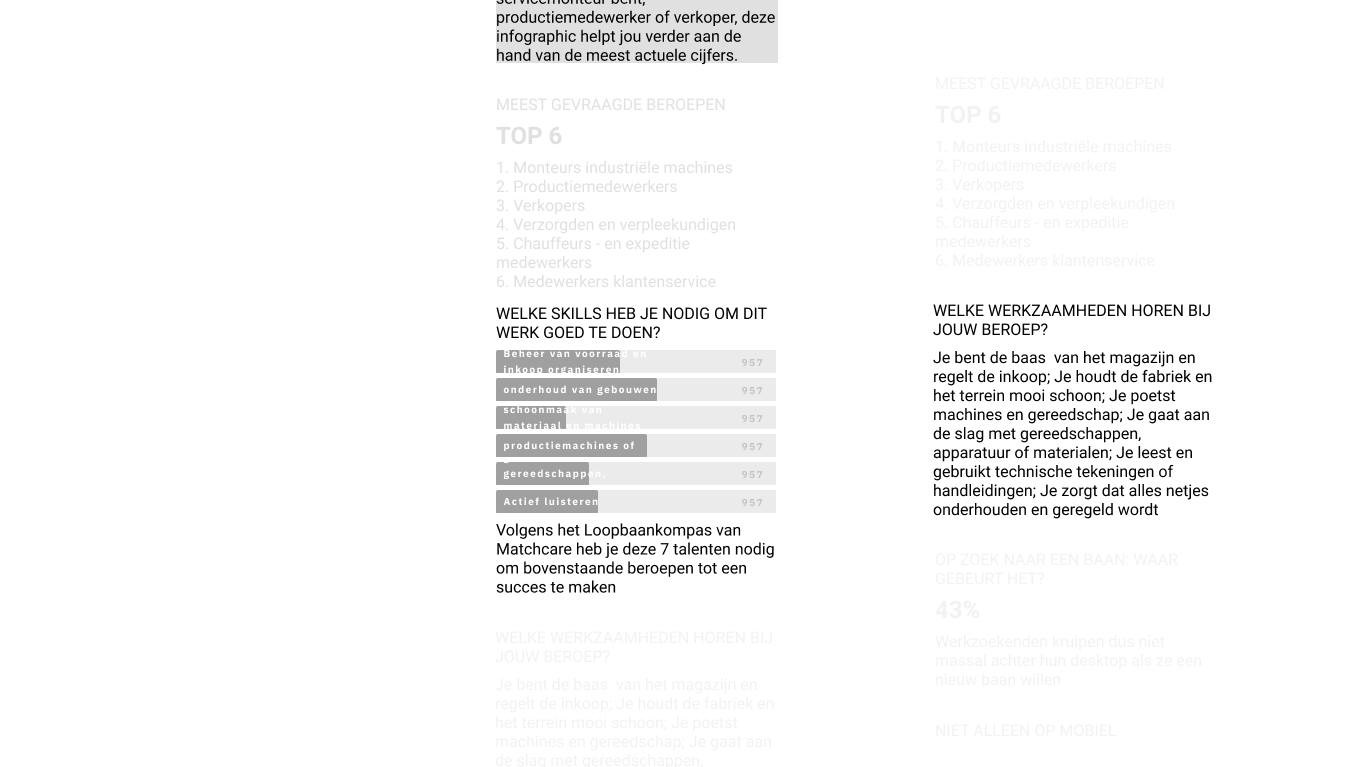 productiemedewerker of verkoper, deze
infographic helpt jou verder aan de
hand van de meest actuele cijfers.
MEEST GEVRAAGDE BEROEPEN
TOP 6
1. Monteurs industriële machines
2. Productiemedewerkers
3. Verkopers
4. Verzorgden en verpleekundigen
5. Chauffeurs - en expeditie
medewerkers
6. Medewerkers klantenservice
WELKE SKILLS HEB JE NODIG OM DIT
WERK GOED TE DOEN?
Beheer van voorraad en
inkoop organiseren
957
onderhoud van gebouwen
957
schoonmaak van
materiaal en machines
957
productiemachines of
957
gereedschappen,
957
Actief luisteren
957
Volgens het Loopbaankompas van
Matchcare heb je deze 7 talenten nodig
om bovenstaande beroepen tot een
succes te maken
WELKE WERKZAAMHEDEN HOREN BIJ
JOUW BEROEP?
Je bent de baas  van het magazijn en
regelt de inkoop; Je houdt de fabriek en
het terrein mooi schoon; Je poetst
machines en gereedschap; Je gaat aan
de slag met gereedschappen,
MEEST GEVRAAGDE BEROEPEN
TOP 6
1. Monteurs industriële machines
2. Productiemedewerkers
3. Verkopers
4. Verzorgden en verpleekundigen
5. Chauffeurs - en expeditie
medewerkers
6. Medewerkers klantenservice
WELKE WERKZAAMHEDEN HOREN BIJ
JOUW BEROEP?
Je bent de baas  van het magazijn en
regelt de inkoop; Je houdt de fabriek en
het terrein mooi schoon; Je poetst
machines en gereedschap; Je gaat aan
de slag met gereedschappen,
apparatuur of materialen; Je leest en
gebruikt technische tekeningen of
handleidingen; Je zorgt dat alles netjes
onderhouden en geregeld wordt
OP ZOEK NAAR EEN BAAN: WAAR
GEBEURT HET?
43%
Werkzoekenden kruipen dus niet
massal achter hun desktop als ze een
nieuw baan willen
NIET ALLEEN OP MOBIEL